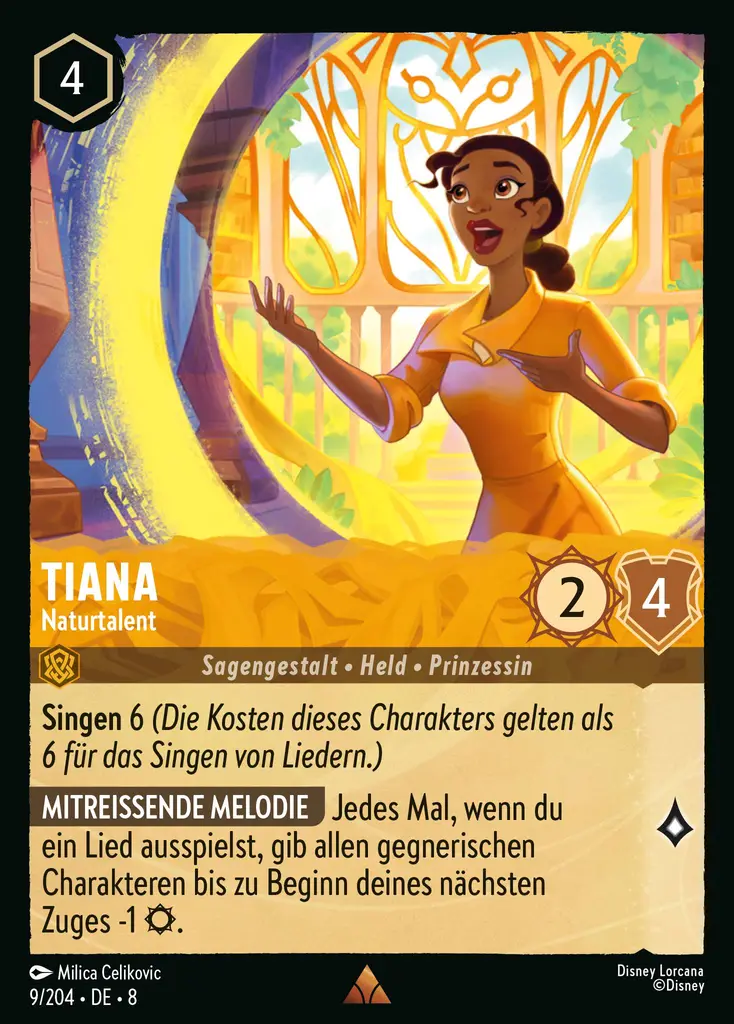 4
TIANA
Naturtalent
2
4
Sagengestalt • Held • Prinzessin
Singen 6 (Die Kosten dieses Charakters gelten als
6 für das Singen von Liedern.)
MITREISSENDE MELODIE Jedes Mal, wenn du
ein Lied ausspielst, gib allen gegnerischen
Charakteren bis zu Beginn deines nächsten
Zuges -1 .
Milica Celikovic
9/204 • DE • 8
Disney Lorcana
©Disney